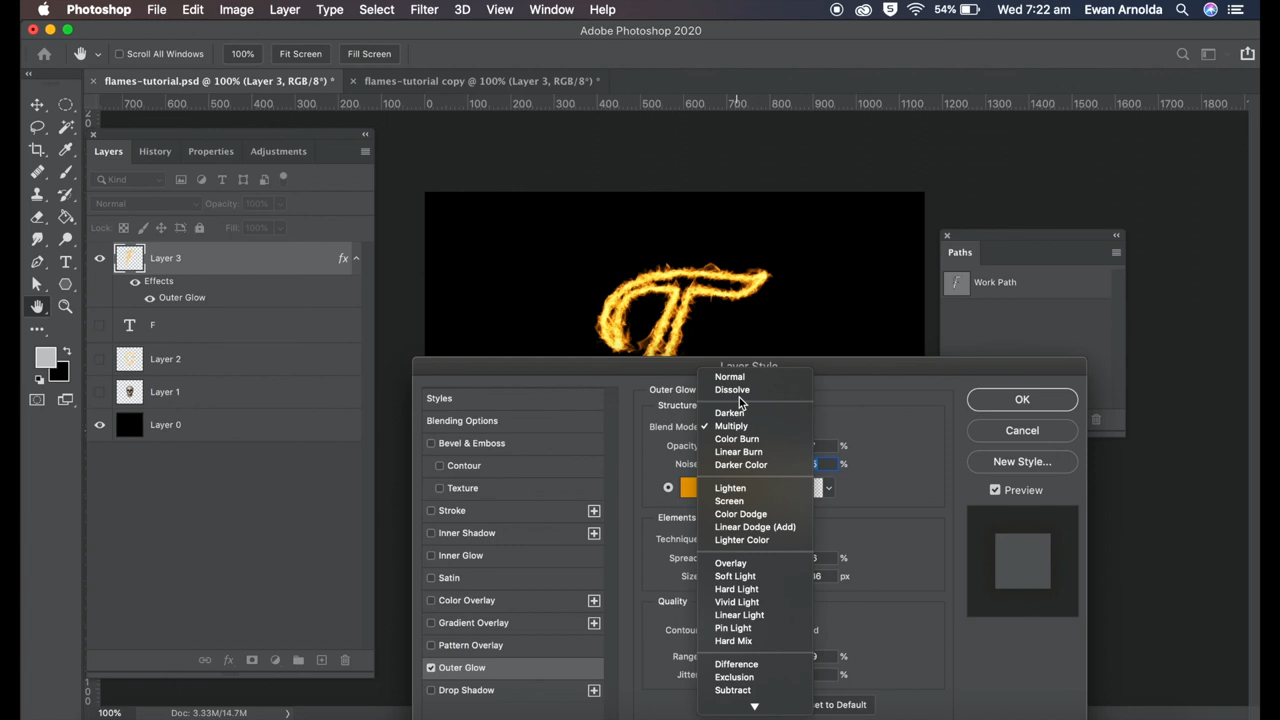 Photoshop File Edit Image Layer Type Select Filter 3D View Window Help 54% Wed 7:22 am Ewan Arnolda
Adobe Photoshop 2020
Scroll All Windows 100% Fit Screen Fill Screen
flames-tutorial.psd @ 100% (Layer 3, RGB/8*) * flames-tutorial copy @ 100% (Layer 3, RGB/8*) *
700 600 500 400 300 200 100 0 100 200 300 400 500 600 700 800 900 1000 1100 1200 1300 1400 1500 1600 1700 1800
Layers History Properties Adjustments
Kind
Normal Opacity: 100%
Lock: Fill: 100%
Layer 3 fx
Effects
Outer Glow
F
Layer 2
Layer 1
Layer 0
Paths
Work Path
Layer Style
Styles
Blending Options
Bevel & Emboss
Contour
Texture
Stroke
Inner Shadow
Inner Glow
Satin
Color Overlay
Gradient Overlay
Pattern Overlay
Outer Glow
Drop Shadow
Outer Glow
Structure
Blend Mode
Opacity %
Noise %
Elements
Technique
Spread %
Size px
Quality
Contour
Range %
Jitter %
Normal
Dissolve
Darken
Multiply
Color Burn
Linear Burn
Darker Color
Lighten
Screen
Color Dodge
Linear Dodge (Add)
Lighter Color
Overlay
Soft Light
Hard Light
Vivid Light
Linear Light
Pin Light
Hard Mix
Difference
Exclusion
Subtract
to Default
OK
Cancel
New Style...
Preview
fx
100% Doc: 3.33M/14.7M